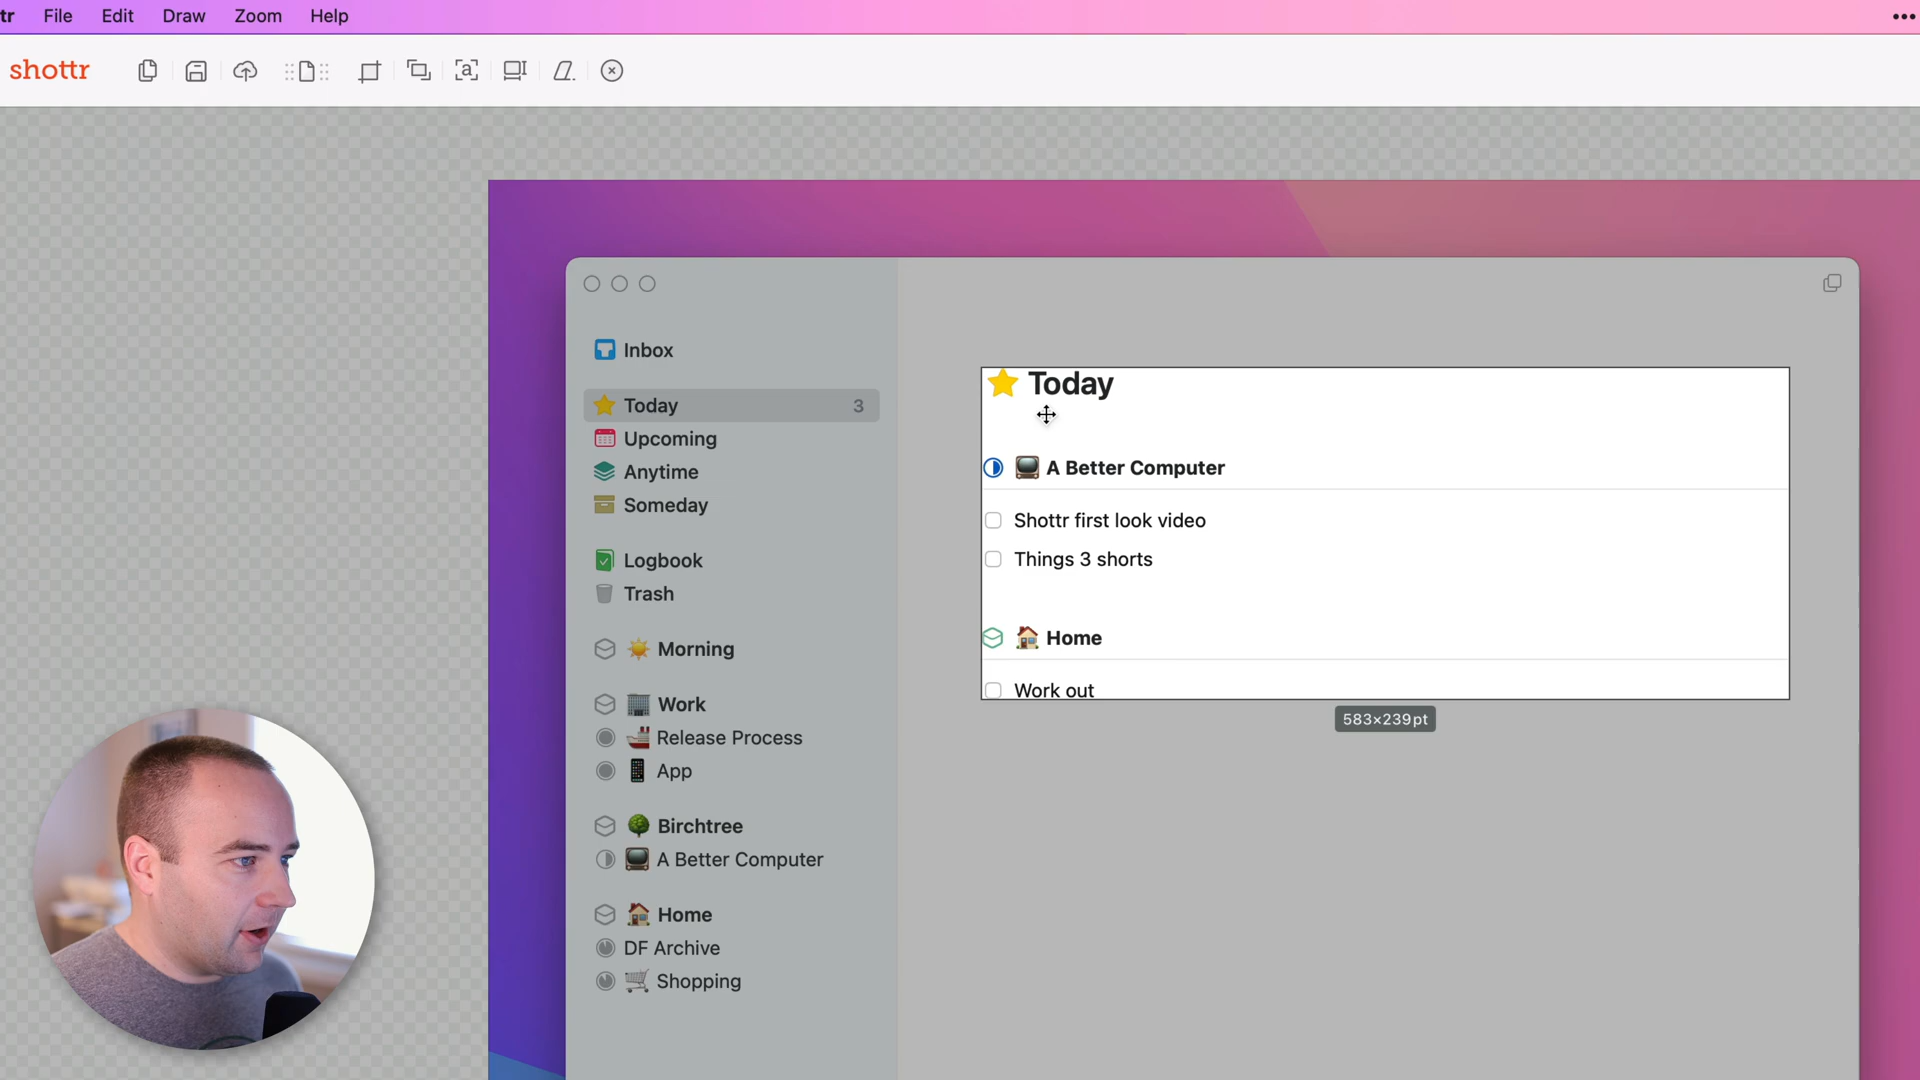 tr File Edit Draw Zoom Help
shottr
a
Inbox
Today 3
Upcoming
Anytime
Someday
Logbook
Trash
Morning
Work
Release Process
App
Birchtree
A Better Computer
Home
DF Archive
Shopping
Today
A Better Computer
Shottr first look video
Things 3 shorts
Home
Work out
583×239pt